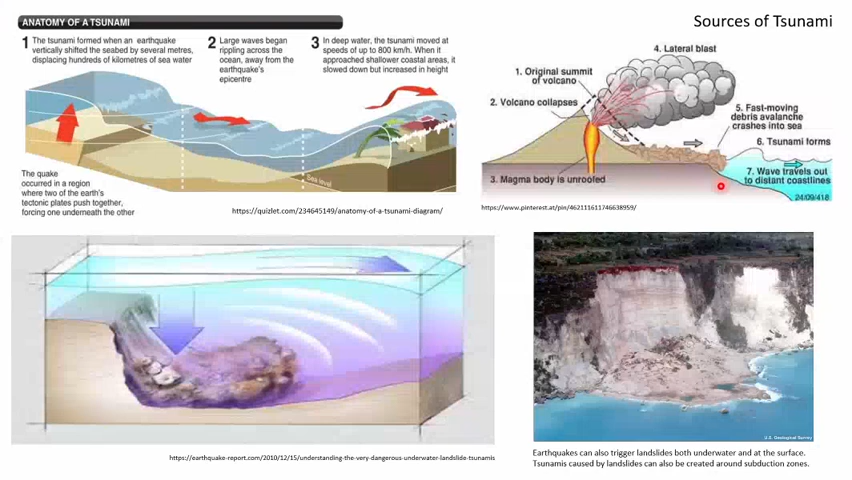 Sources of Tsunami
ANATOMY OF A TSUNAMI
1 The tsunami formed when an earthquake
vertically shifted the seabed by several metres,
displacing hundreds of kilometres of sea water
2 Large waves began
rippling across the
ocean, away from the
earthquake's
epicentre
3 In deep water, the tsunami moved at
speeds of up to 800 km/h. When it
approached shallower coastal areas, it
slowed down but increased in height
Sea level
The quake
occurred in a region
where two of the earth's
tectonic plates push together,
forcing one underneath the other
https://quizlet.com/234645149/anatomy-of-a-tsunami-diagram/
4. Lateral blast
1. Original summit
of volcano
2. Volcano collapses
5. Fast-moving
debris avalanche
crashes into sea
6. Tsunami forms
3. Magma body is unroofed
7. Wave travels out
to distant coastlines
24/09/418
https://www.pinterest.at/pin/462111611746638959/
https://earthquake-report.com/2010/12/15/understanding-the-very-dangerous-underwater-landslide-tsunamis
U.S. Geological Survey
Earthquakes can also trigger landslides both underwater and at the surface.
Tsunamis caused by landslides can also be created around subduction zones.